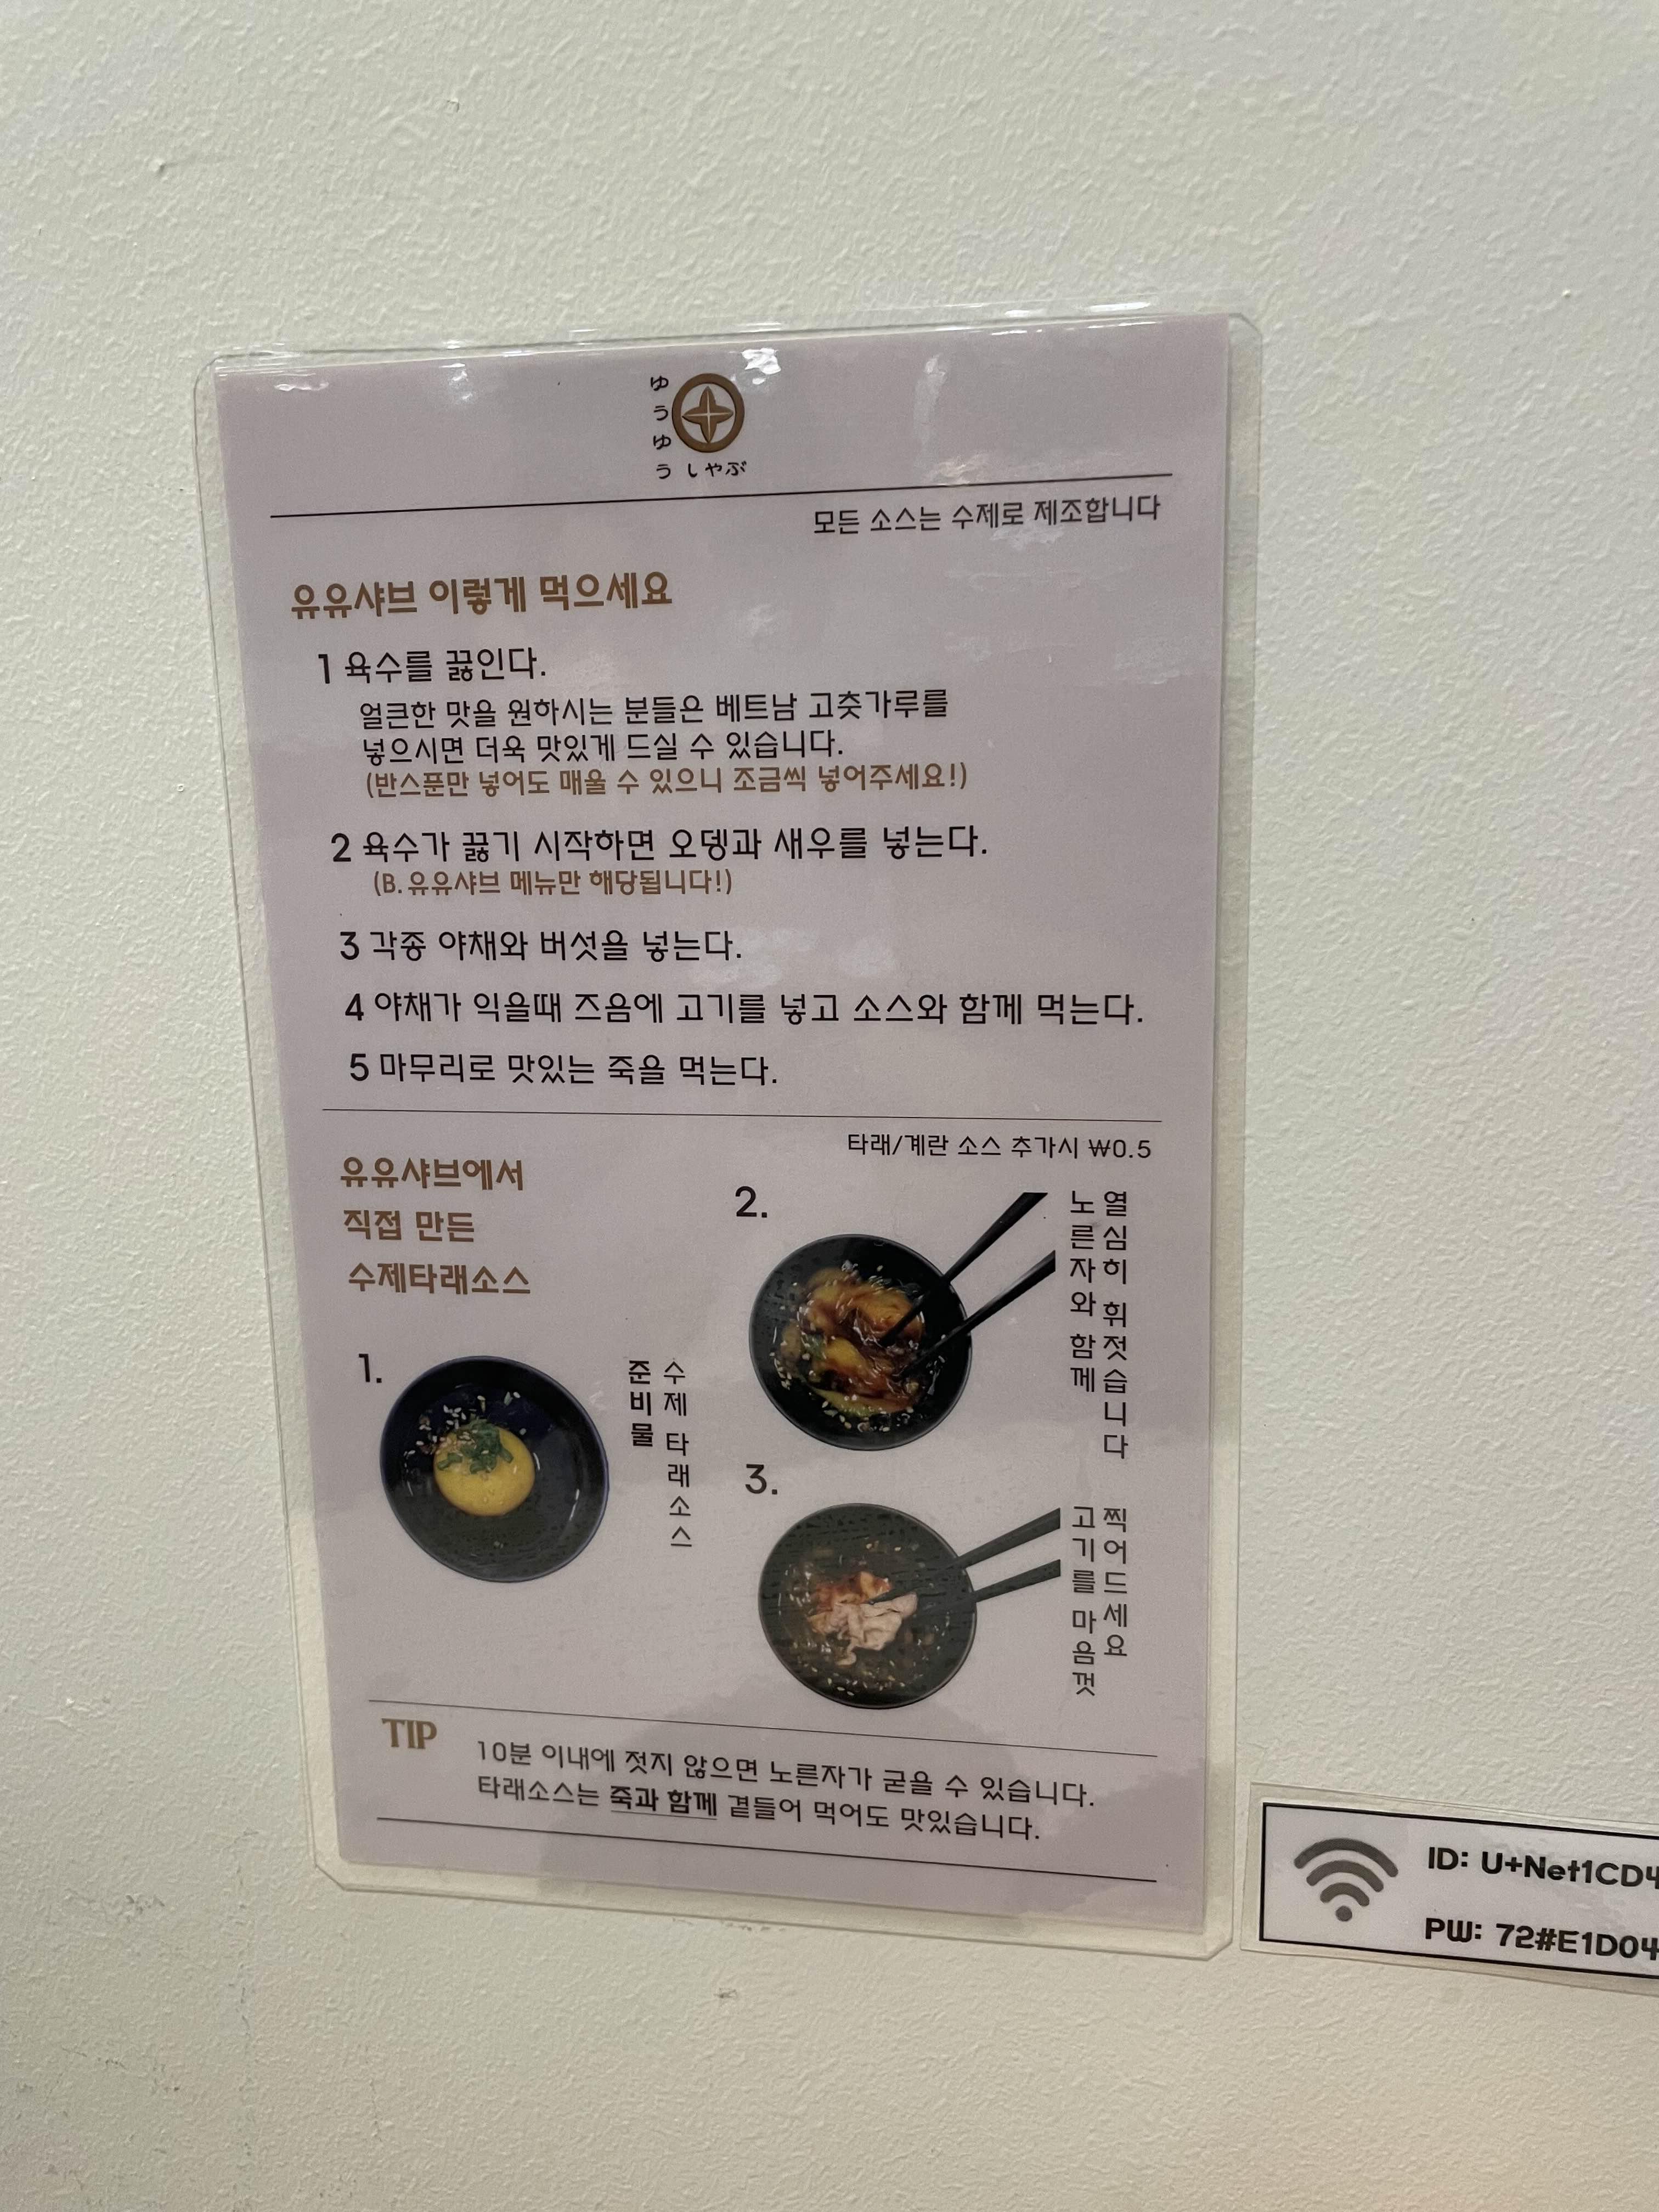 ゆうゆう しゃぶ
모든 소스는 수제로 제조합니다
유유샤브 이렇게 먹으세요
1 육수를 끓인다.
얼큰한 맛을 원하시는 분들은 베트남 고춧가루를
넣으시면 더욱 맛있게 드실 수 있습니다.
(반스푼만 넣어도 매울 수 있으니 조금씩 넣어주세요!)
2 육수가 끓기 시작하면 오뎅과 새우를 넣는다.
(B. 유유샤브 메뉴만 해당됩니다!)
3 각종 야채와 버섯을 넣는다.
4 야채가 익을때 즈음에 고기를 넣고 소스와 함께 먹는다.
5 마무리로 맛있는 죽을 먹는다.
타래/계란 소스 추가시 ₩0.5
유유샤브에서
직접 만든
수제타래소스
1.
준비물
수제 타래소스
2.
노른자와 함께
열심히 휘젓습니다
3.
고기를 마음껏
찍어드세요
TIP
10분 이내에 젓지 않으면 노른자가 굳을 수 있습니다.
타래소스는 죽과 함께 곁들어 먹어도 맛있습니다.
ID: U+Net1CD4
PW: 72#E1D04